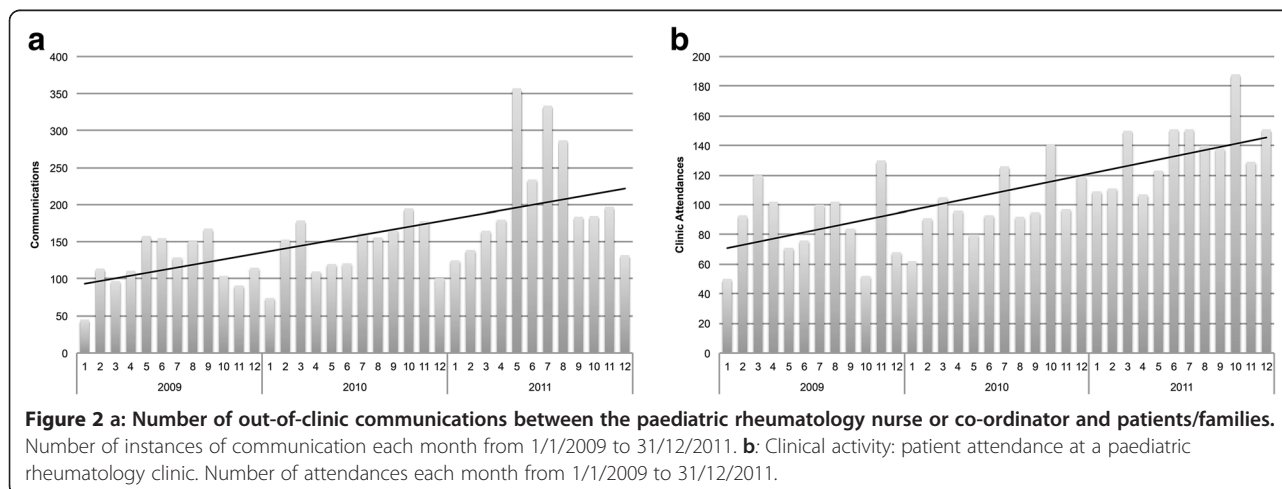 a
400
350
300
250
200
150
100
50
0
Communications
1 2 3 4 5 6 7 8 9 10 11 12 1 2 3 4 5 6 7 8 9 10 11 12 1 2 3 4 5 6 7 8 9 10 11 12
2009 2010 2011
b
200
180
160
140
120
100
80
60
40
20
0
Clinic Attendances
1 2 3 4 5 6 7 8 9 10 11 12 1 2 3 4 5 6 7 8 9 10 11 12 1 2 3 4 5 6 7 8 9 10 11 12
2009 2010 2011
Figure 2 a: Number of out-of-clinic communications between the paediatric rheumatology nurse or co-ordinator and patients/families.
Number of instances of communication each month from 1/1/2009 to 31/12/2011. b: Clinical activity: patient attendance at a paediatric
rheumatology clinic. Number of attendances each month from 1/1/2009 to 31/12/2011.